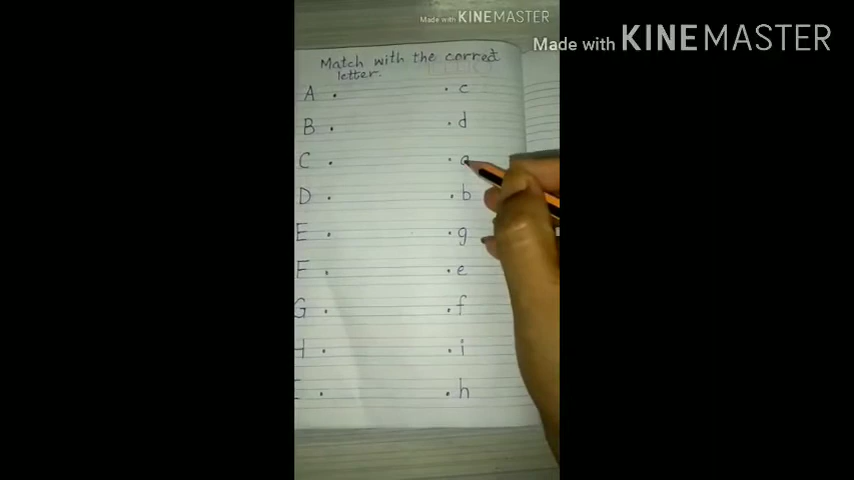 Made with KINEMASTER
Made with KINEMASTER
Match with the correct
letter.
A . . c
B . . d
C . . a
D . . b
E . . g
F . . e
G . . f
H . . i
I . . h